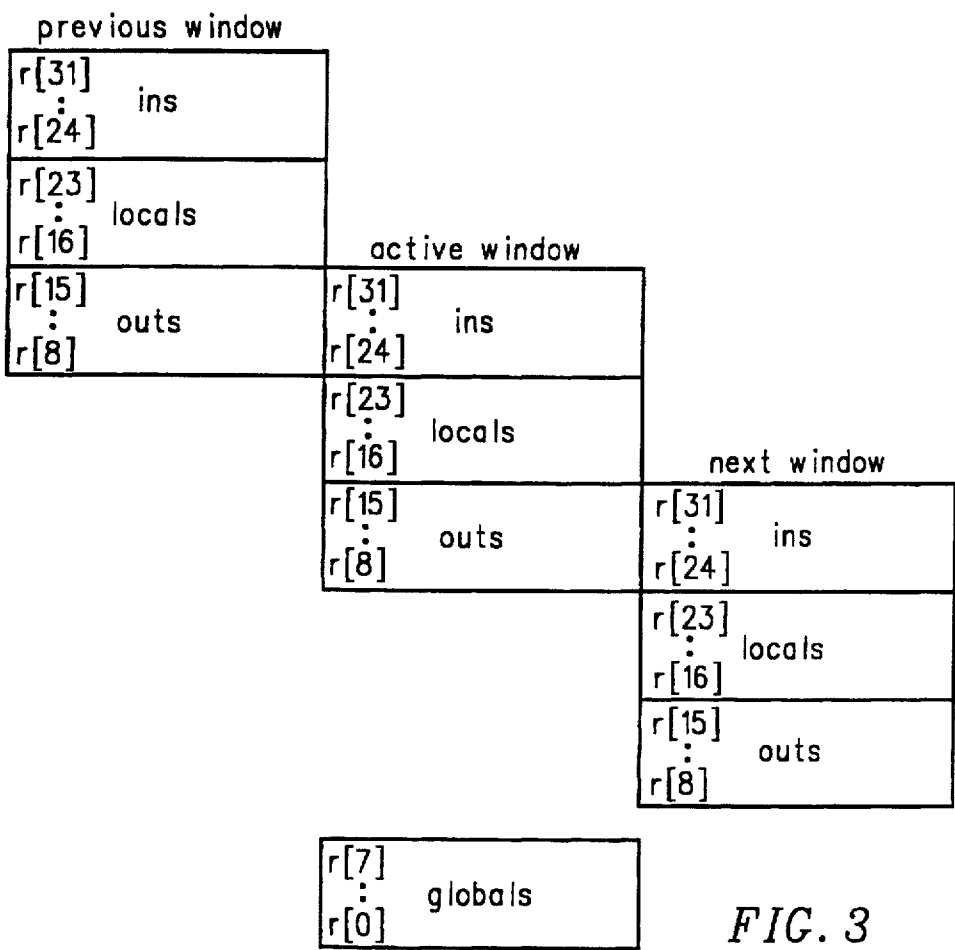 previous window
r[31]
:
ins
r[24]
r[23]
:
locals
r[16]
r[15]
:
outs
r[8]
active window
r[31]
:
ins
r[24]
r[23]
:
locals
r[16]
r[15]
:
outs
r[8]
next window
r[31]
:
ins
r[24]
r[23]
:
locals
r[16]
r[15]
:
outs
r[8]
r[7]
:
globals
r[0]
FIG. 3